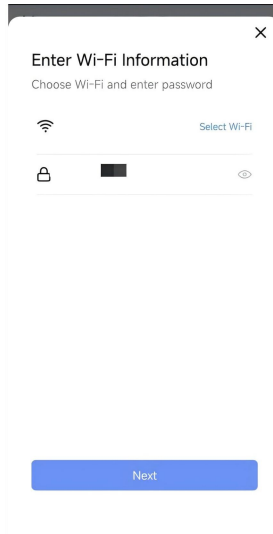 Enter Wi-Fi Information
Choose Wi-Fi and enter password
Select Wi-Fi
Next